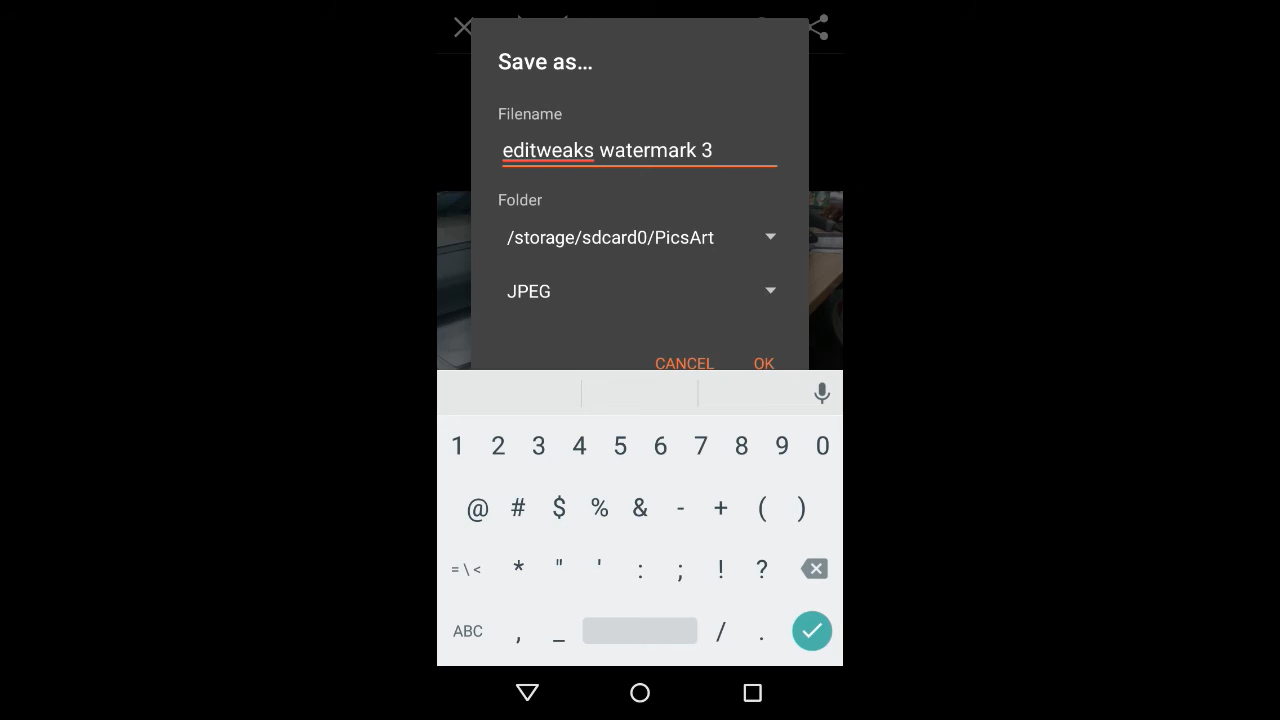 Save as...
Filename
editweaks watermark 3
Folder
/storage/sdcard0/PicsArt
JPEG
CANCEL OK
1 2 3 4 5 6 7 8 9 0
@ # $ % & - + ( )
= \ < * " ' : ; ! ?
ABC , _ / .